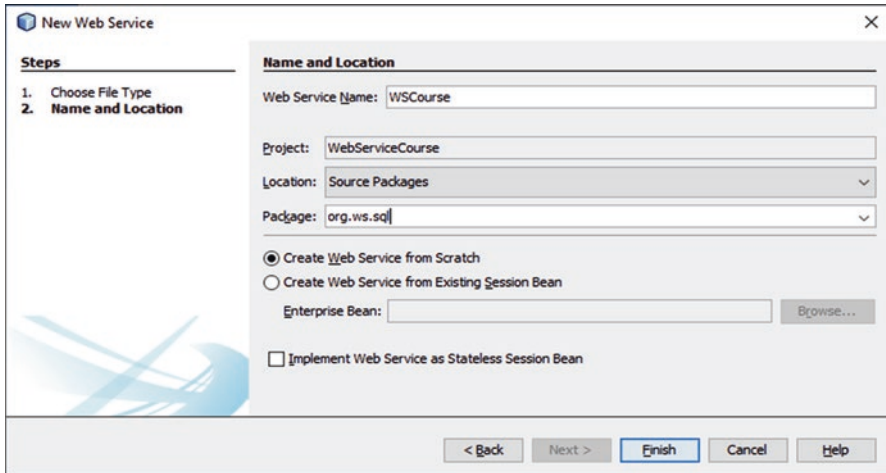 New Web Service
Steps
1. Choose File Type
2. Name and Location
Name and Location
Web Service Name: WSCourse
Project: WebServiceCourse
Location: Source Packages
Package: org.ws.sql
Create Web Service from Scratch
Create Web Service from Existing Session Bean
Enterprise Bean:
Browse...
Implement Web Service as Stateless Session Bean
< Back Next > Finish Cancel Help